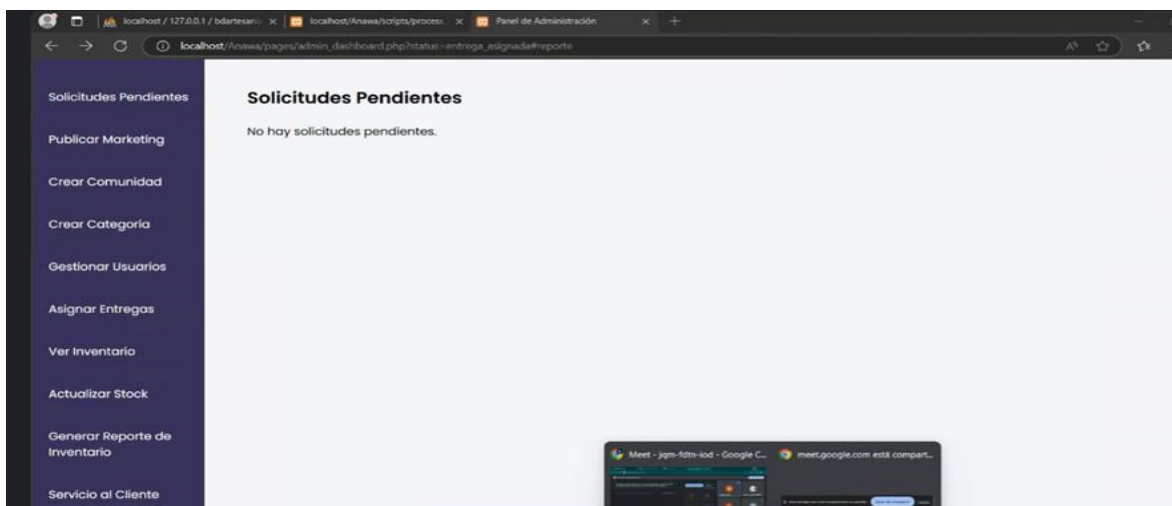 localhost / 127.0.0.1 / bdartesaní
localhost/Anawa/scripts/proces
Panel de Administración
localhost/Anawa/pages/admin_dashboard.php?status=entrega_asignada#reporte
Solicitudes Pendientes
Publicar Marketing
Crear Comunidad
Crear Categoría
Gestionar Usuarios
Asignar Entregas
Ver Inventario
Actualizar Stock
Generar Reporte de
Inventario
Servicio al Cliente
Solicitudes Pendientes
No hay solicitudes pendientes.
Meet - jqm-fdtn-iod - Google C...
meet.google.com está compart...